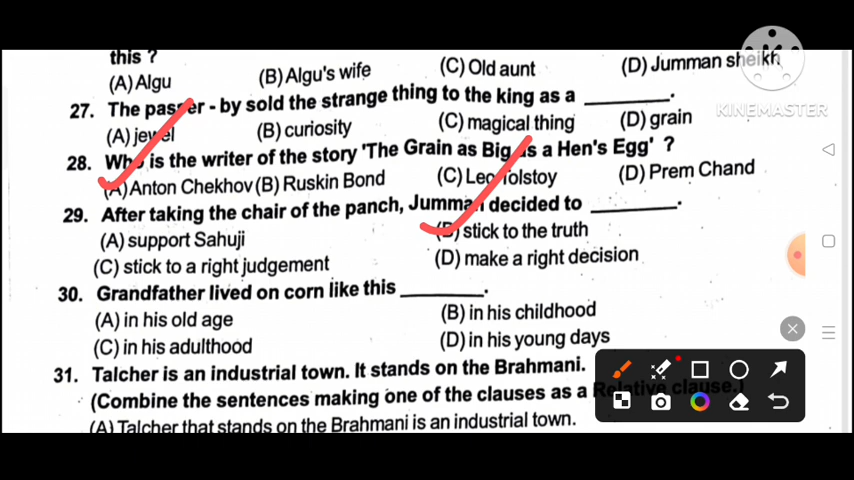 this ?
(A) Algu (B) Algu's wife (C) Old aunt (D) Jumman sheikh
KINEMASTER
27. The passer - by sold the strange thing to the king as a ________.
(A) jewel (B) curiosity (C) magical thing (D) grain
28. Who is the writer of the story 'The Grain as Big as a Hen's Egg' ?
(A) Anton Chekhov (B) Ruskin Bond (C) Leo Tolstoy (D) Prem Chand
29. After taking the chair of the panch, Jumman decided to ________.
(A) support Sahuji (B) stick to the truth
(C) stick to a right judgement (D) make a right decision
30. Grandfather lived on corn like this ________.
(A) in his old age (B) in his childhood
(C) in his adulthood (D) in his young days
31. Talcher is an industrial town. It stands on the Brahmani.
(Combine the sentences making one of the clauses as a Relative clause.)
(A) Talcher that stands on the Brahmani is an industrial town.